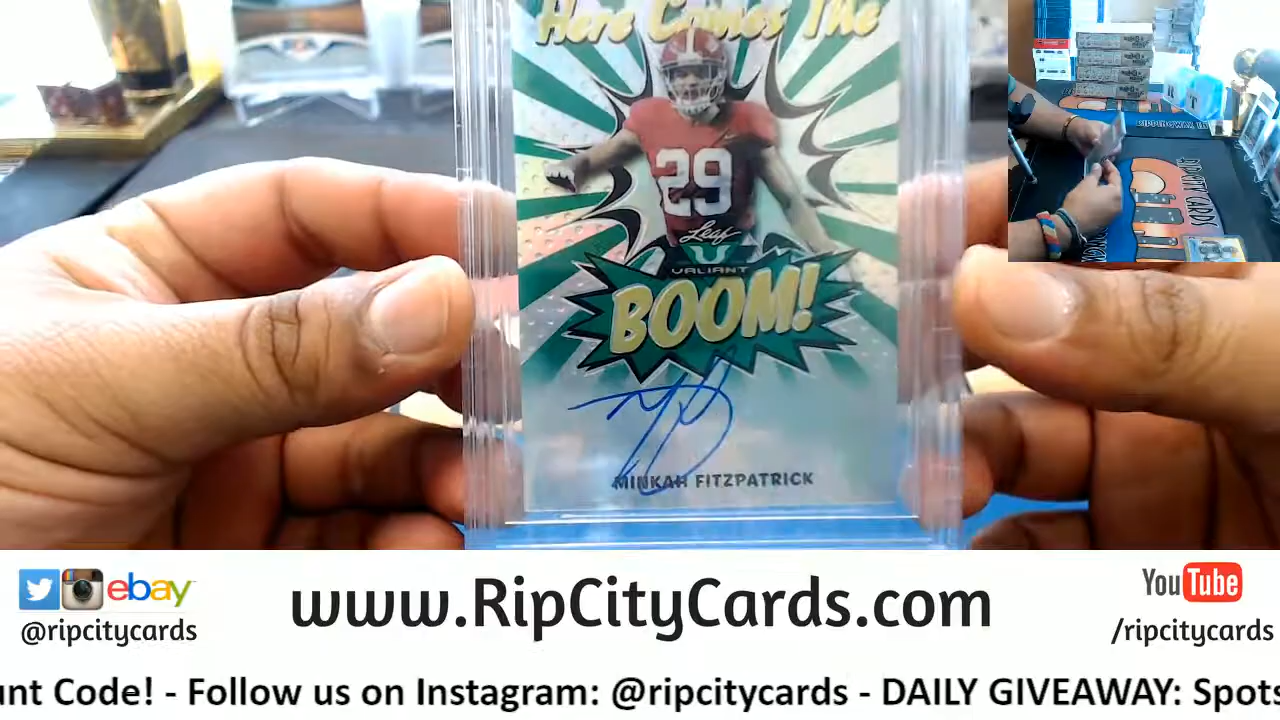 Here Comes The
29
Leaf
V
VALIANT
BOOM!
MINKAH FITZPATRICK
ebay
@ripcitycards
www.RipCityCards.com
YouTube
/ripcitycards
unt Code! - Follow us on Instagram: @ripcitycards - DAILY GIVEAWAY: Spots